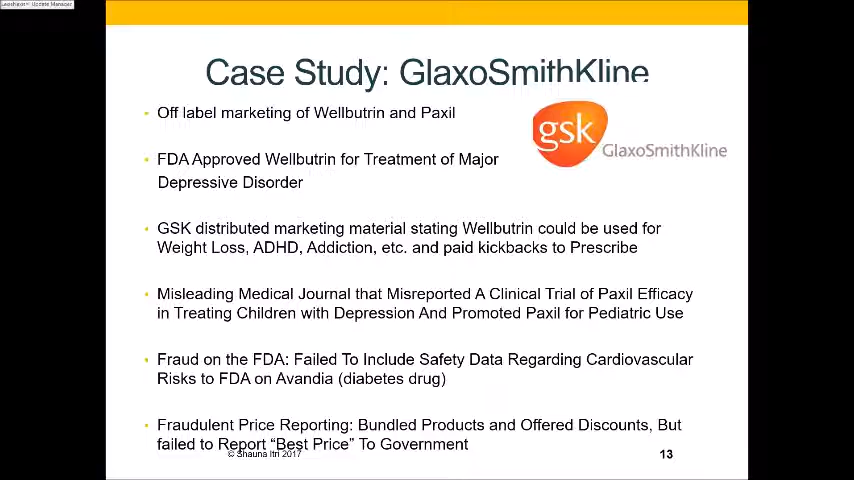 LexisNexis® Update Manager
Case Study: GlaxoSmithKline
• Off label marketing of Wellbutrin and Paxil
gsk
GlaxoSmithKline
• FDA Approved Wellbutrin for Treatment of Major
Depressive Disorder
• GSK distributed marketing material stating Wellbutrin could be used for
Weight Loss, ADHD, Addiction, etc. and paid kickbacks to Prescribe
• Misleading Medical Journal that Misreported A Clinical Trial of Paxil Efficacy
in Treating Children with Depression And Promoted Paxil for Pediatric Use
• Fraud on the FDA: Failed To Include Safety Data Regarding Cardiovascular
Risks to FDA on Avandia (diabetes drug)
• Fraudulent Price Reporting: Bundled Products and Offered Discounts, But
failed to Report “Best Price” To Government
© Shauna Itri 2017
13